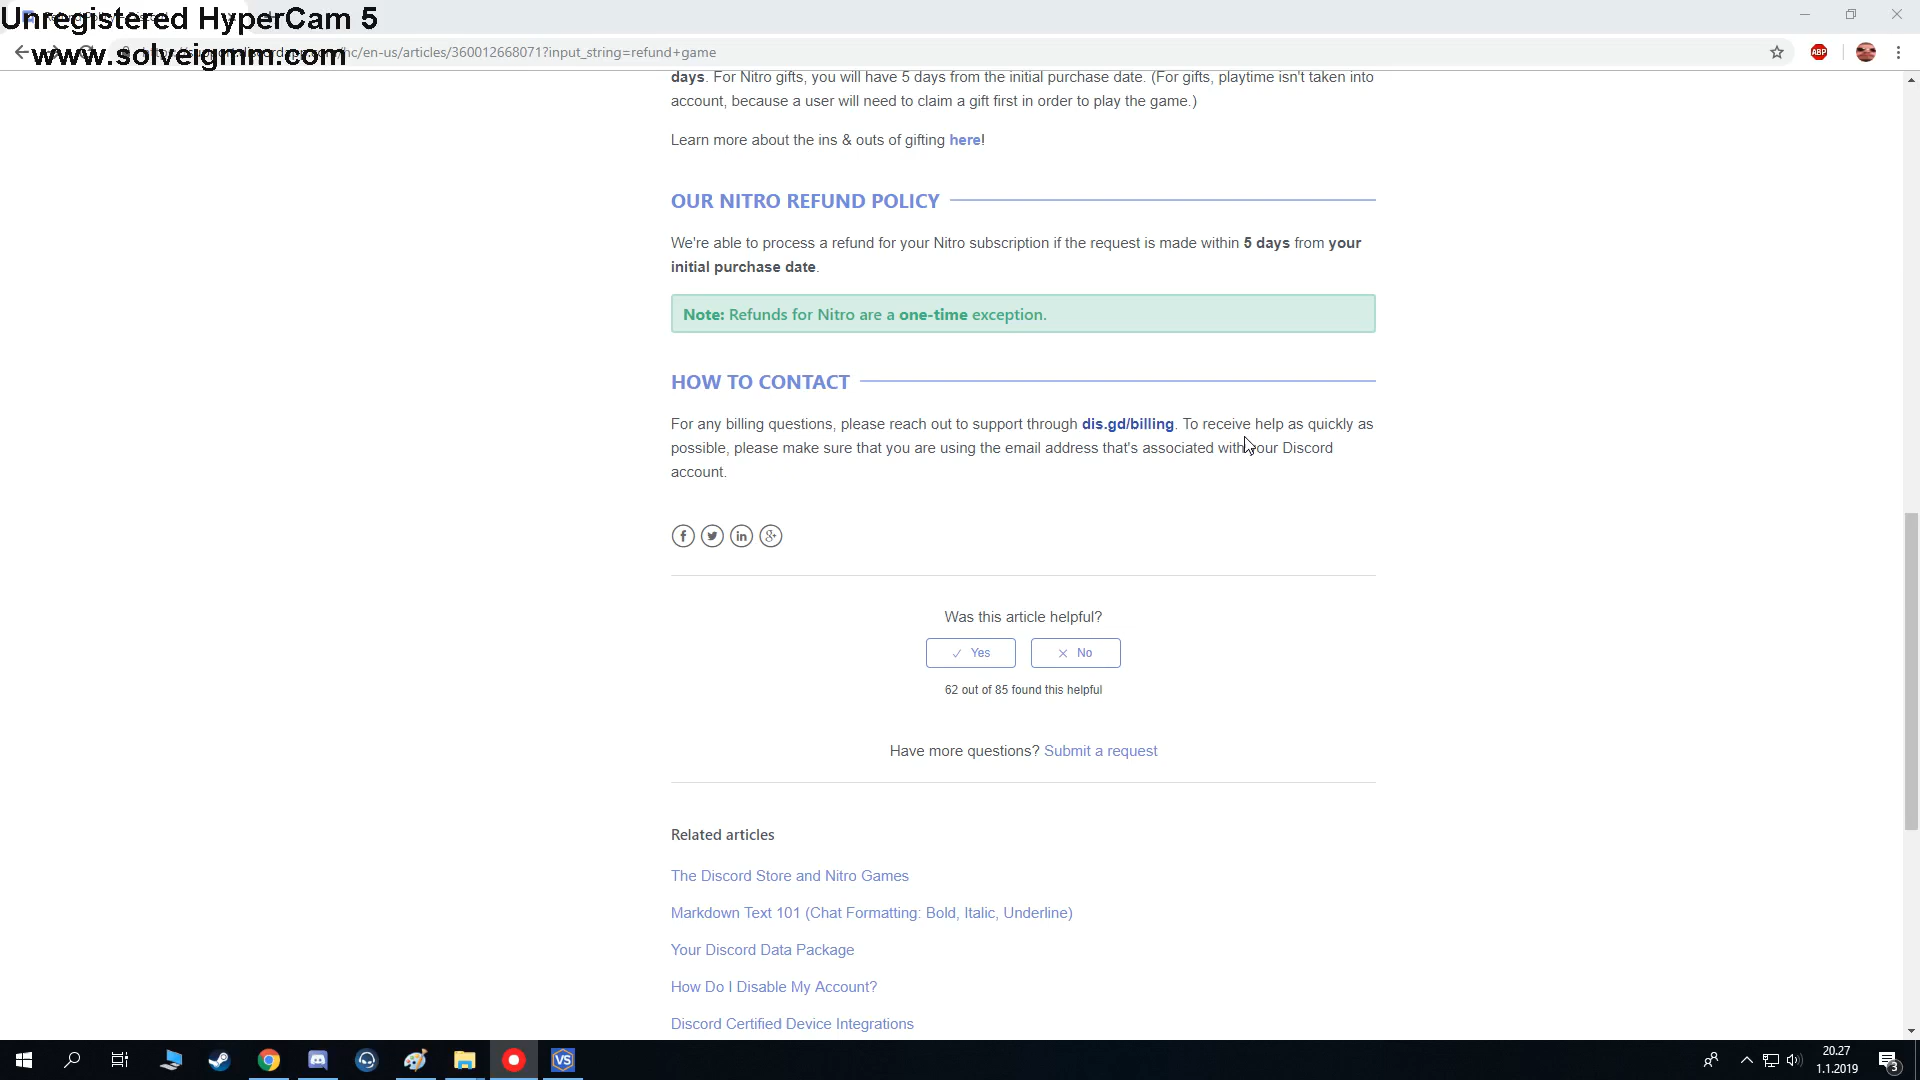 Unregistered HyperCam 5
www.solveigmm.com
/hc/en-us/articles/360012668071?input_string=refund+game
ABP
days. For Nitro gifts, you will have 5 days from the initial purchase date. (For gifts, playtime isn't taken into
account, because a user will need to claim a gift first in order to play the game.)
Learn more about the ins & outs of gifting here!
OUR NITRO REFUND POLICY
We're able to process a refund for your Nitro subscription if the request is made within 5 days from your
initial purchase date.
Note: Refunds for Nitro are a one-time exception.
HOW TO CONTACT
For any billing questions, please reach out to support through dis.gd/billing. To receive help as quickly as
possible, please make sure that you are using the email address that's associated with your Discord
account.
Was this article helpful?
Yes
No
62 out of 85 found this helpful
Have more questions? Submit a request
Related articles
The Discord Store and Nitro Games
Markdown Text 101 (Chat Formatting: Bold, Italic, Underline)
Your Discord Data Package
How Do I Disable My Account?
Discord Certified Device Integrations
VS
20.27
1.1.2019
3